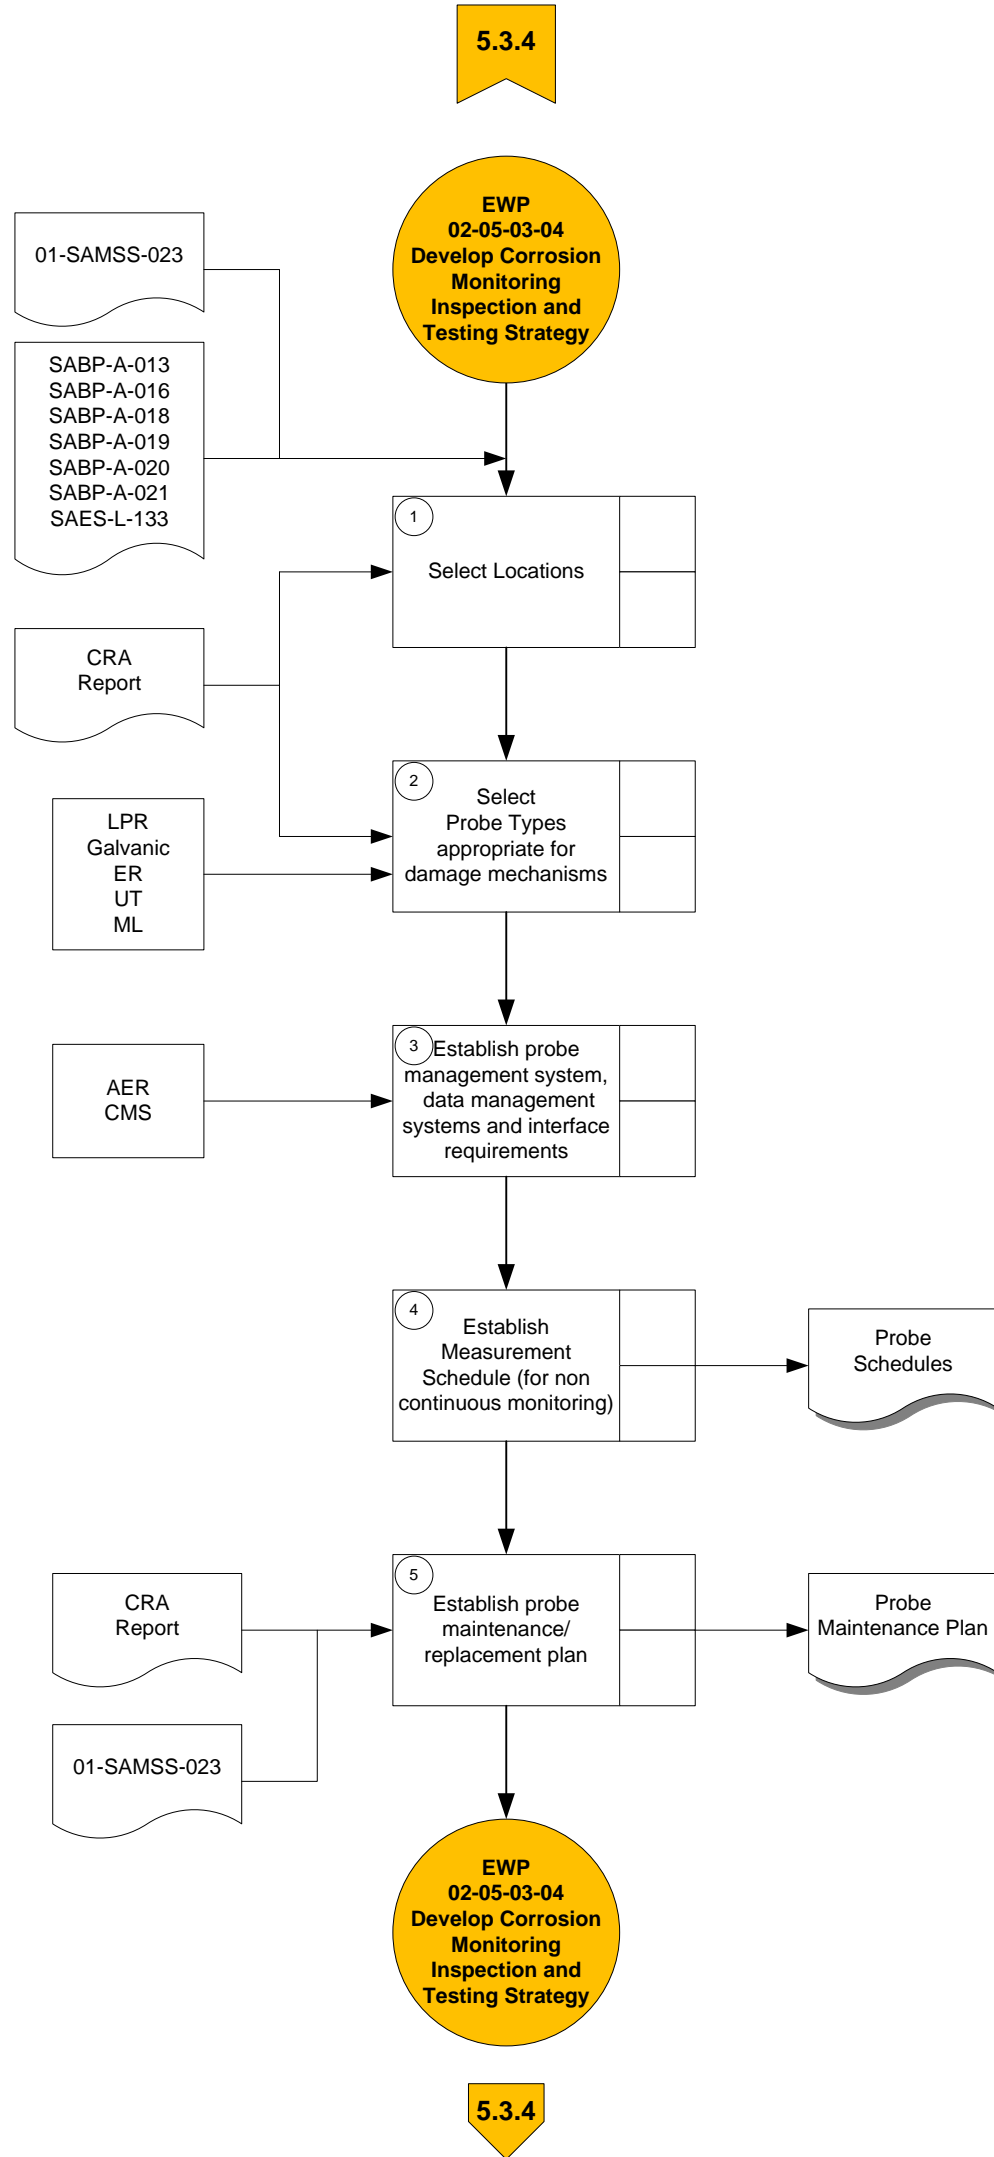 5.3.4
EWP
02-05-03-04
Develop Corrosion
Monitoring
Inspection and
Testing Strategy
01-SAMSS-023
SABP-A-013
SABP-A-016
SABP-A-018
SABP-A-019
SABP-A-020
SABP-A-021
SAES-L-133
1
Select Locations
CRA
Report
2
Select
Probe Types
appropriate for
damage mechanisms
LPR
Galvanic
ER
UT
ML
3
Establish probe
management system,
data management
systems and interface
requirements
AER
CMS
4
Establish
Measurement
Schedule (for non
continuous monitoring)
Probe
Schedules
5
Establish probe
maintenance/
replacement plan
CRA
Report
01-SAMSS-023
Probe
Maintenance Plan
EWP
02-05-03-04
Develop Corrosion
Monitoring
Inspection and
Testing Strategy
5.3.4